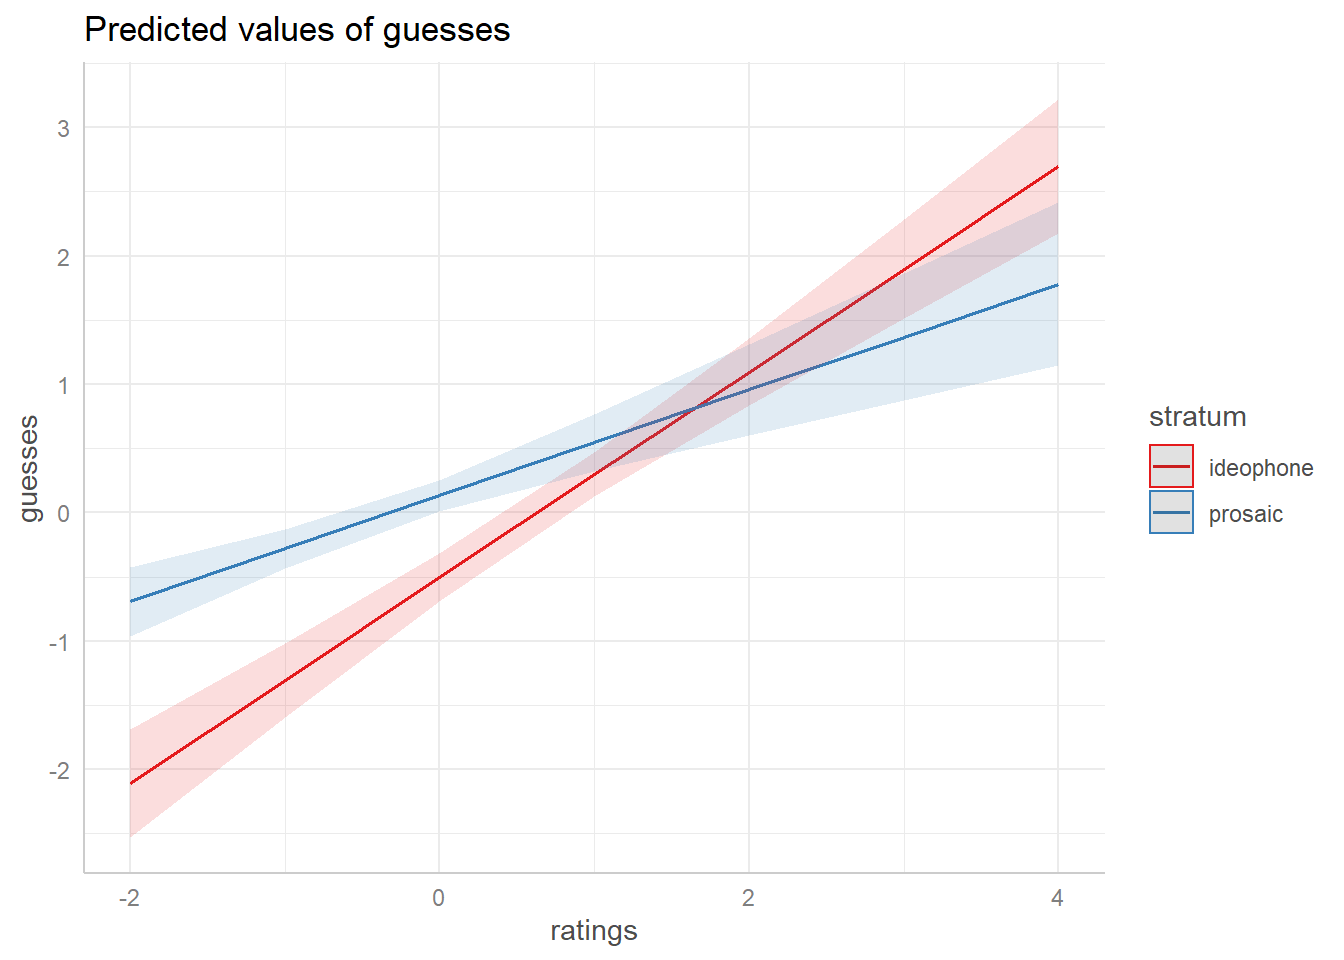 Predicted values of guesses
3
2
1
0
-1
-2
guesses
-2 0 2 4
ratings
stratum
ideophone
prosaic